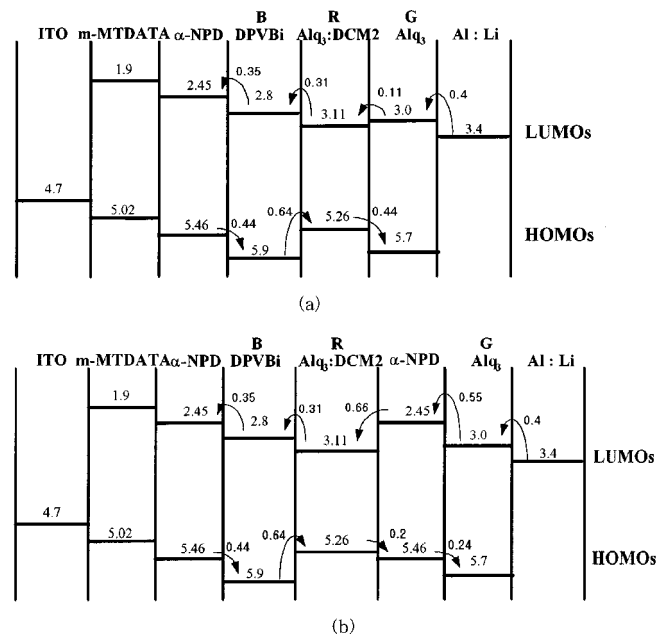 B R G
ITO m-MTDATA α-NPD DPVBi Alq₃:DCM2 Alq₃ Al : Li
1.9 2.45 0.35 2.8 0.31 3.11 0.11 3.0 0.4 3.4
LUMOs
4.7 5.02 5.46 0.44 5.9 0.64 5.26 0.44 5.7
HOMOs
(a)
B R G
ITO m-MTDATA α-NPD DPVBi Alq₃:DCM2 α-NPD Alq₃ Al : Li
1.9 2.45 0.35 2.8 0.31 3.11 0.66 2.45 0.55 3.0 0.4 3.4
LUMOs
4.7 5.02 5.46 0.44 5.9 0.64 5.26 0.2 5.46 0.24 5.7
HOMOs
(b)